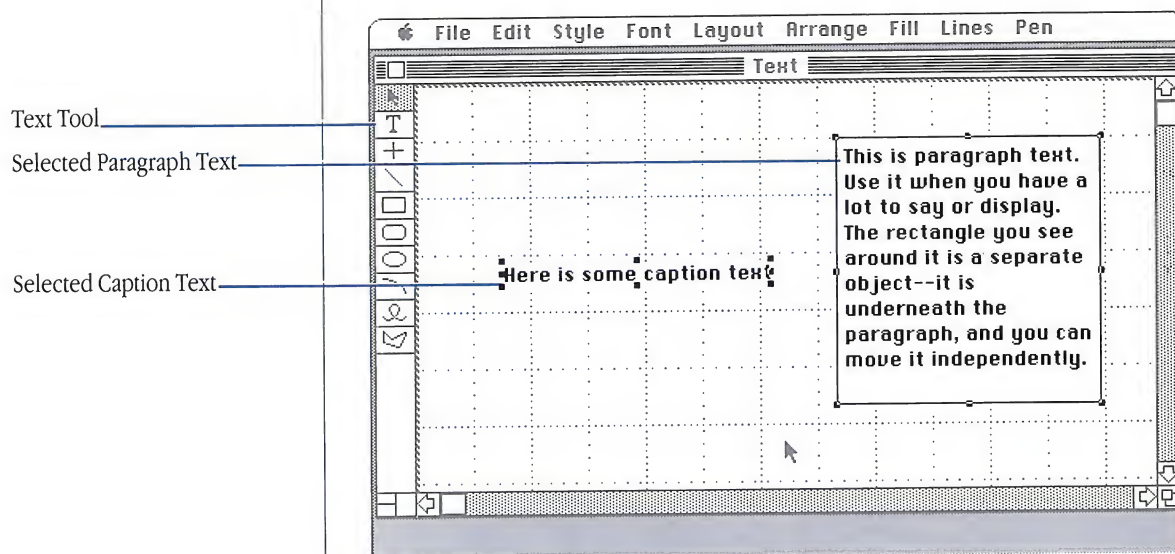 File Edit Style Font Layout Arrange Fill Lines Pen
Text
Text Tool
T
Selected Paragraph Text
This is paragraph text.
Use it when you have a
lot to say or display.
The rectangle you see
around it is a separate
object--it is
underneath the
paragraph, and you can
move it independently.
Selected Caption Text
Here is some caption text